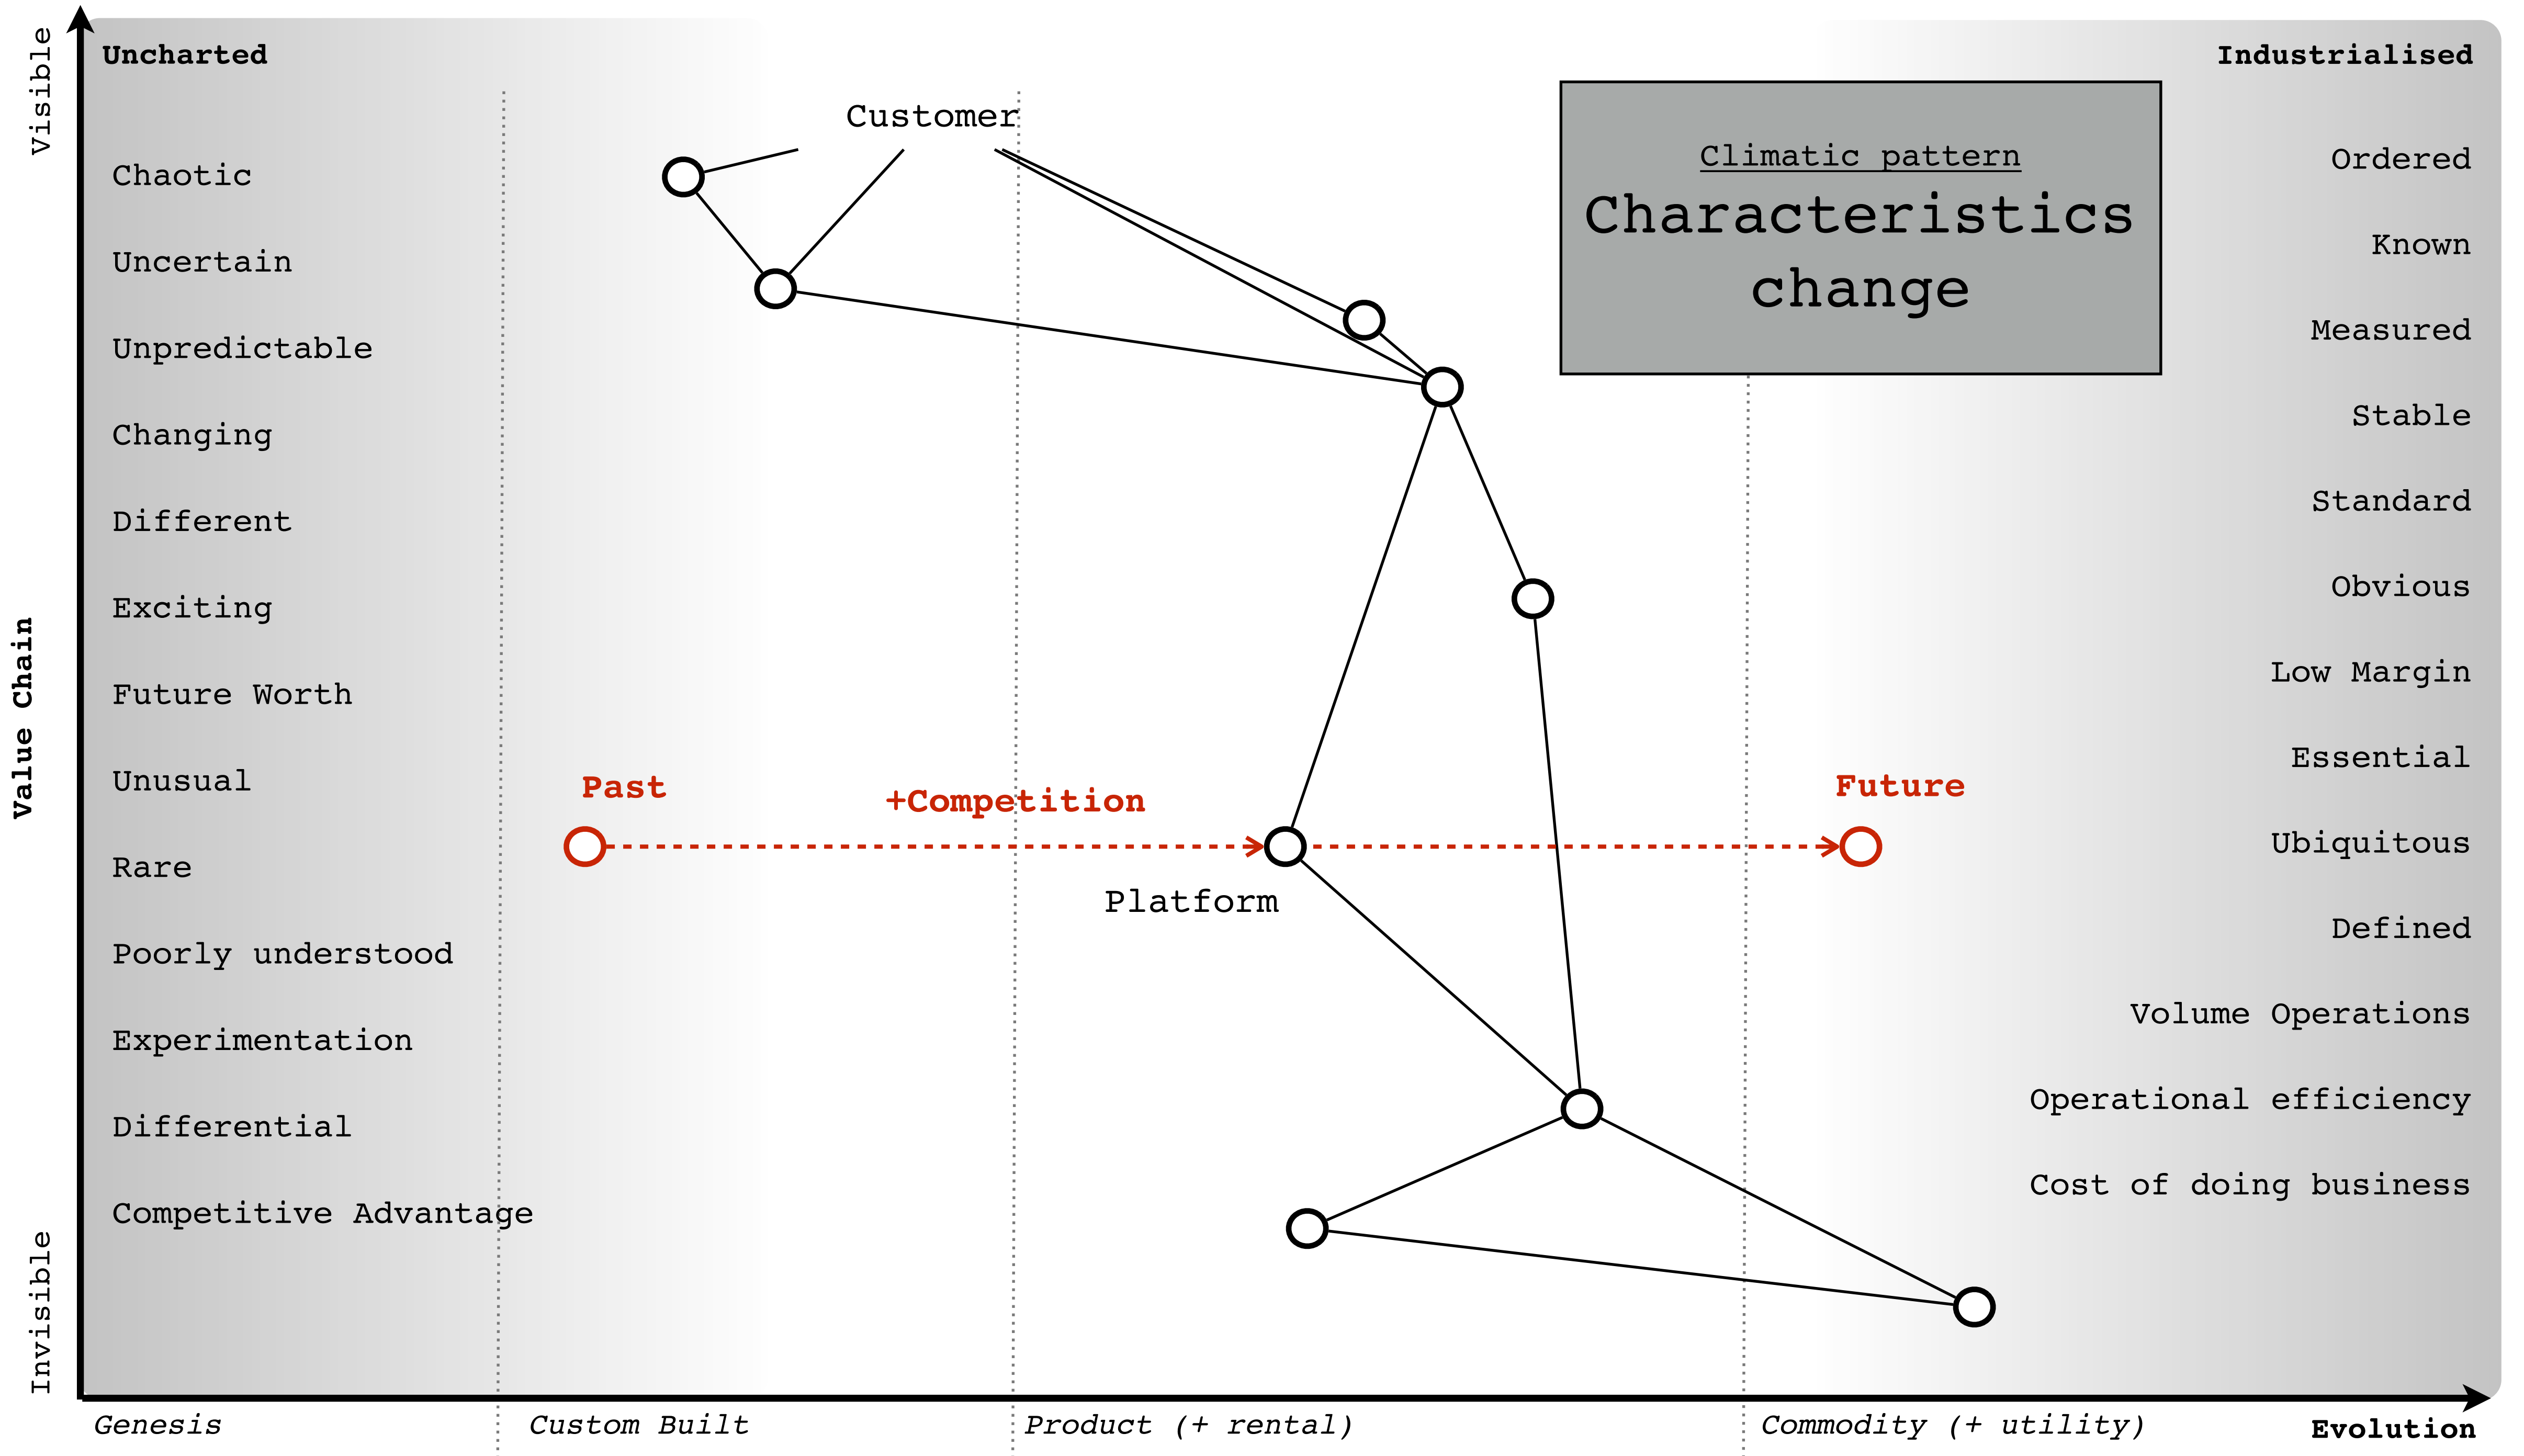 Visible
Uncharted
Industrialised
Customer
Climatic pattern
Characteristics
change
Chaotic
Uncertain
Unpredictable
Changing
Different
Exciting
Future Worth
Unusual
Rare
Poorly understood
Experimentation
Differential
Competitive Advantage
Ordered
Known
Measured
Stable
Standard
Obvious
Low Margin
Essential
Ubiquitous
Defined
Volume Operations
Operational efficiency
Cost of doing business
Value Chain
Past
+Competition
Future
Platform
Invisible
Genesis
Custom Built
Product (+ rental)
Commodity (+ utility)
Evolution